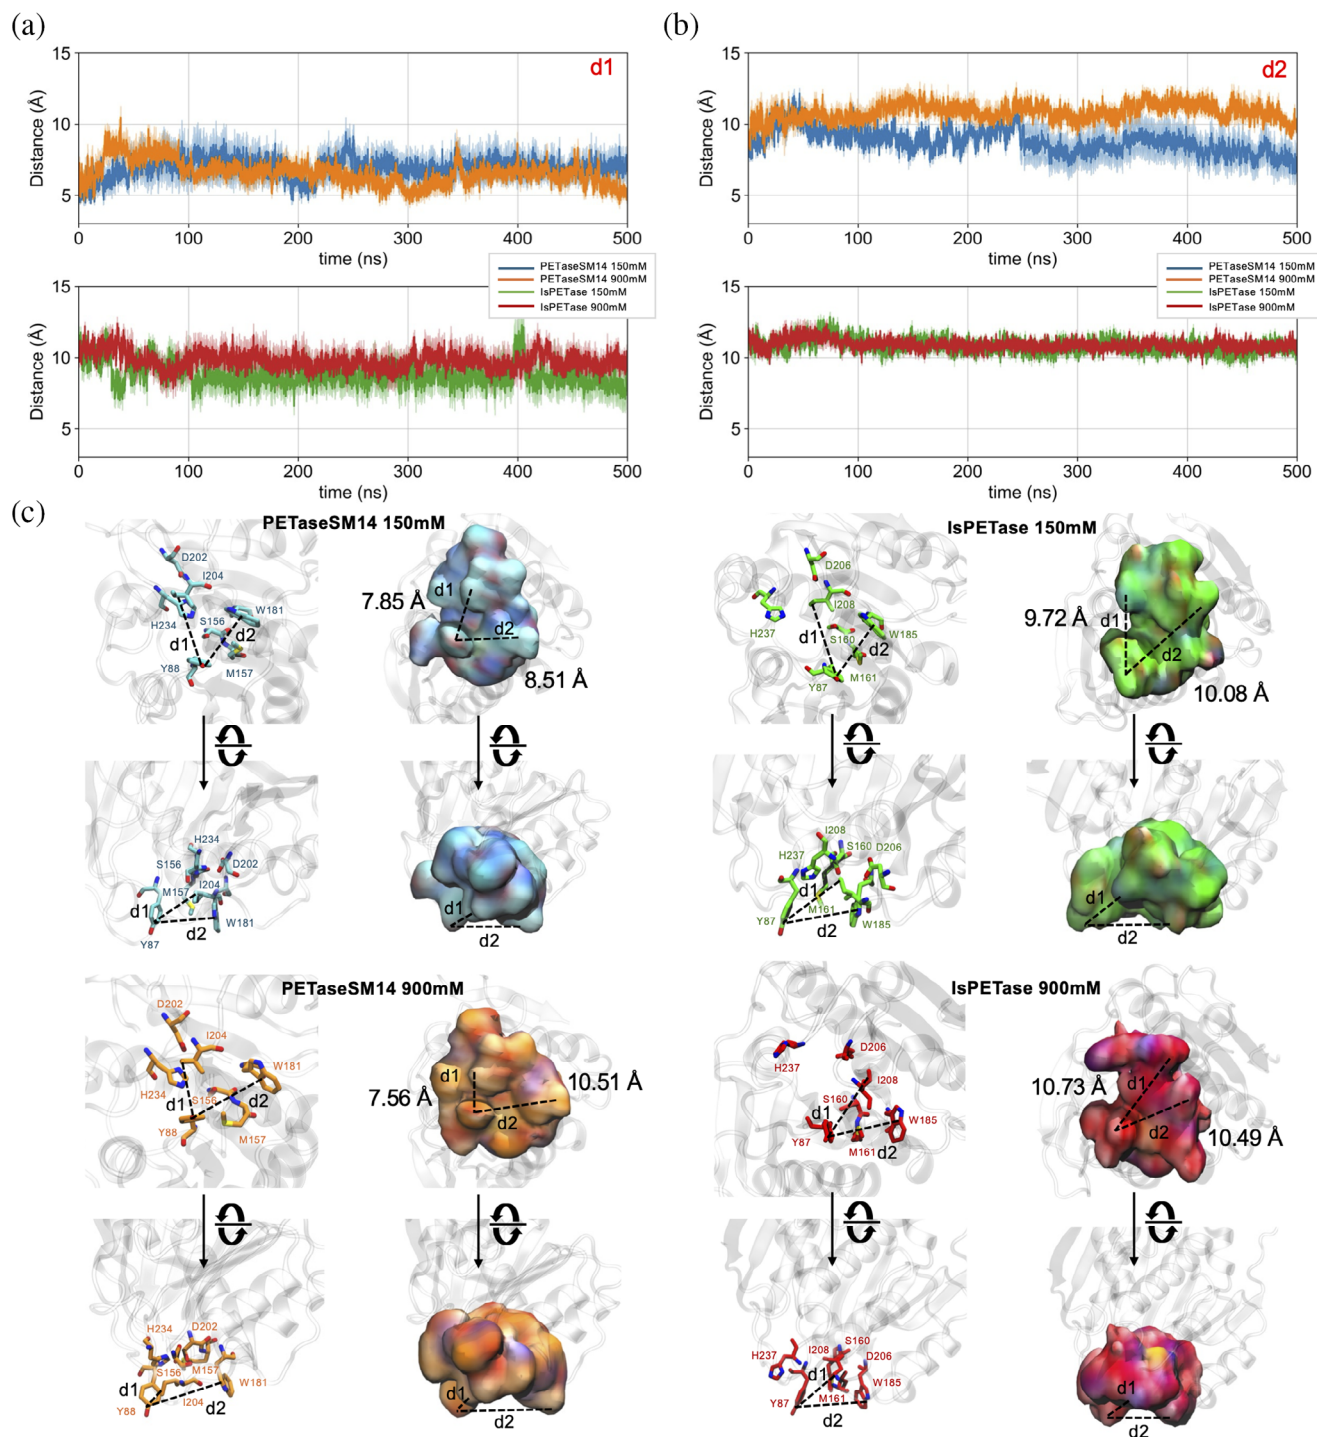 (a)
d1
15
10
5
Distance (Å)
0 100 200 300 400 500
time (ns)
PETaseSM14 150mM
PETaseSM14 900mM
IsPETase 150mM
IsPETase 900mM
15
10
5
Distance (Å)
0 100 200 300 400 500
time (ns)
(b)
d2
15
10
5
Distance (Å)
0 100 200 300 400 500
time (ns)
PETaseSM14 150mM
PETaseSM14 900mM
IsPETase 150mM
IsPETase 900mM
15
10
5
Distance (Å)
0 100 200 300 400 500
time (ns)
(c)
PETaseSM14 150mM
D202
I204
H234
S156
W181
d1
d2
Y88
M157
7.85 Å
d1
d2
8.51 Å
H234
S156
D202
M157
I204
d1
W181
d2
Y87
d1
d2
IsPETase 150mM
D206
I208
H237
S160
W185
d1
d2
M161
Y87
9.72 Å
d1
d2
10.08 Å
I208
H237
S160
D206
d1
M161
Y87
W185
d2
d1
d2
PETaseSM14 900mM
D202
I204
W181
H234
S156
d1
d2
Y88
M157
7.56 Å
d1
10.51 Å
d2
D202
H234
S156
M157
W181
d1
I204
Y88
d2
d1
d2
IsPETase 900mM
H237
D206
I208
S160
d1
W185
Y87
M161
d2
10.73 Å
d1
d2
10.49 Å
S160
I208
H237
D206
d1
W185
M161
Y87
d2
d1
d2